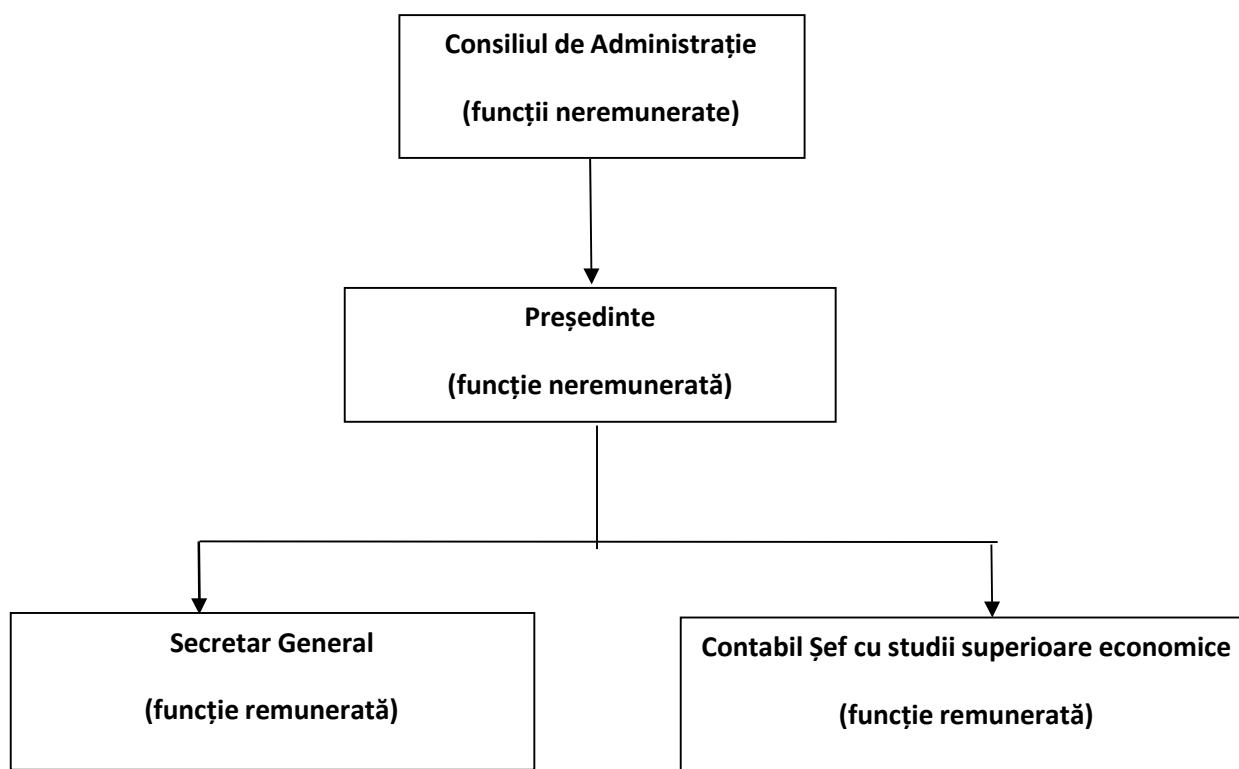 Consiliul de Administrație
(funcții neremunerate)
Președinte
(funcție neremunerată)
Secretar General
(funcție remunerată)
Contabil Șef cu studii superioare economice
(funcție remunerată)